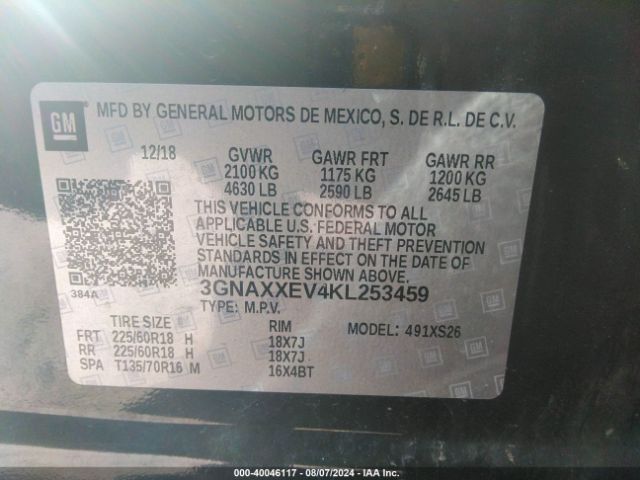 GM
MFD BY GENERAL MOTORS DE MEXICO, S. DE R.L. DE C.V.
12/18 GVWR GAWR FRT GAWR RR
2100 KG 1175 KG 1200 KG
4630 LB 2590 LB 2645 LB
THIS VEHICLE CONFORMS TO ALL
APPLICABLE U.S. FEDERAL MOTOR
VEHICLE SAFETY AND THEFT PREVENTION
STANDARDS IN EFFECT ON THE DATE OF
MANUFACTURE SHOWN ABOVE.
384A 3GNAXXEV4KL253459
TYPE: M.P.V.
TIRE SIZE RIM MODEL: 491XS26
FRT 225/60R18 H 18X7J
RR 225/60R18 H 18X7J
SPA T135/70R16 M 16X4BT
000-40046117 - 08/07/2024 - IAA Inc.